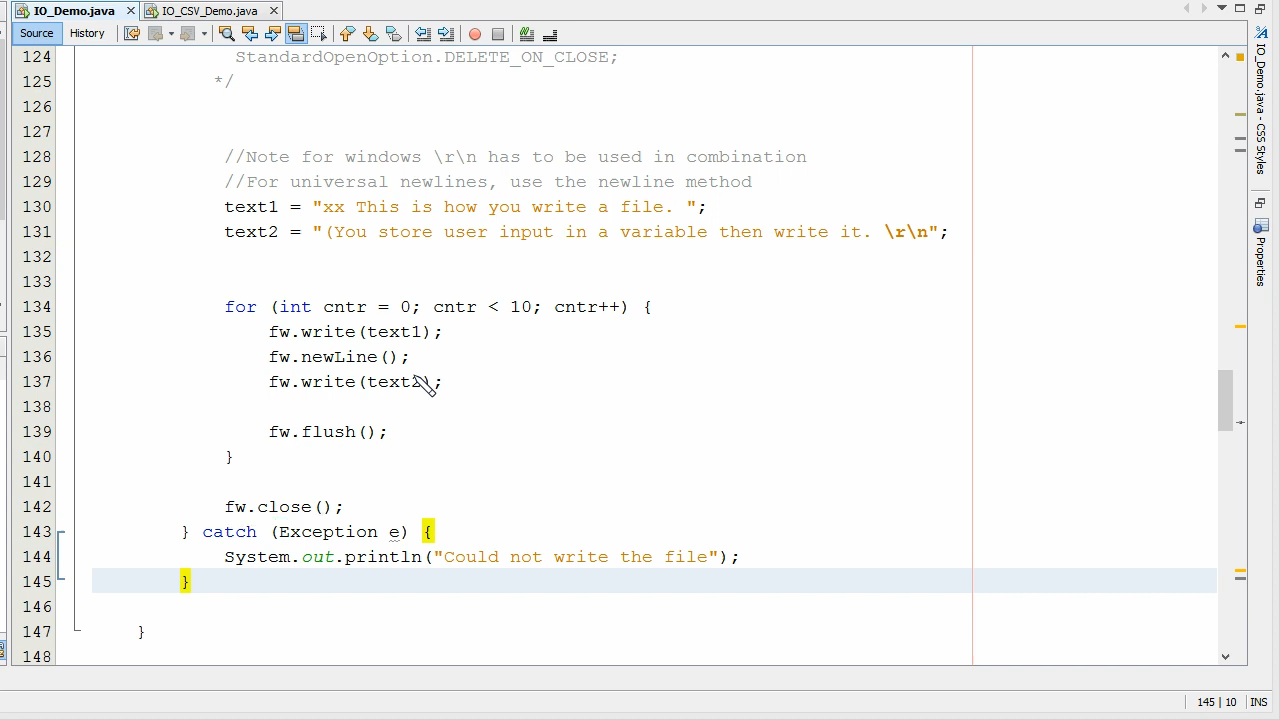 IO_Demo.java
IO_CSV_Demo.java
Source History
124 StandardOpenOption.DELETE_ON_CLOSE;
125 */
126
127
128 //Note for windows \r\n has to be used in combination
129 //For universal newlines, use the newline method
130 text1 = "xx This is how you write a file. ";
131 text2 = "(You store user input in a variable then write it. \r\n";
132
133
134 for (int cntr = 0; cntr < 10; cntr++) {
135 fw.write(text1);
136 fw.newLine();
137 fw.write(text2);
138
139 fw.flush();
140 }
141
142 fw.close();
143 } catch (Exception e) {
144 System.out.println("Could not write the file");
145 }
146
147 }
148
IO_Demo.java - CSS Styles
Properties
145 | 10 INS